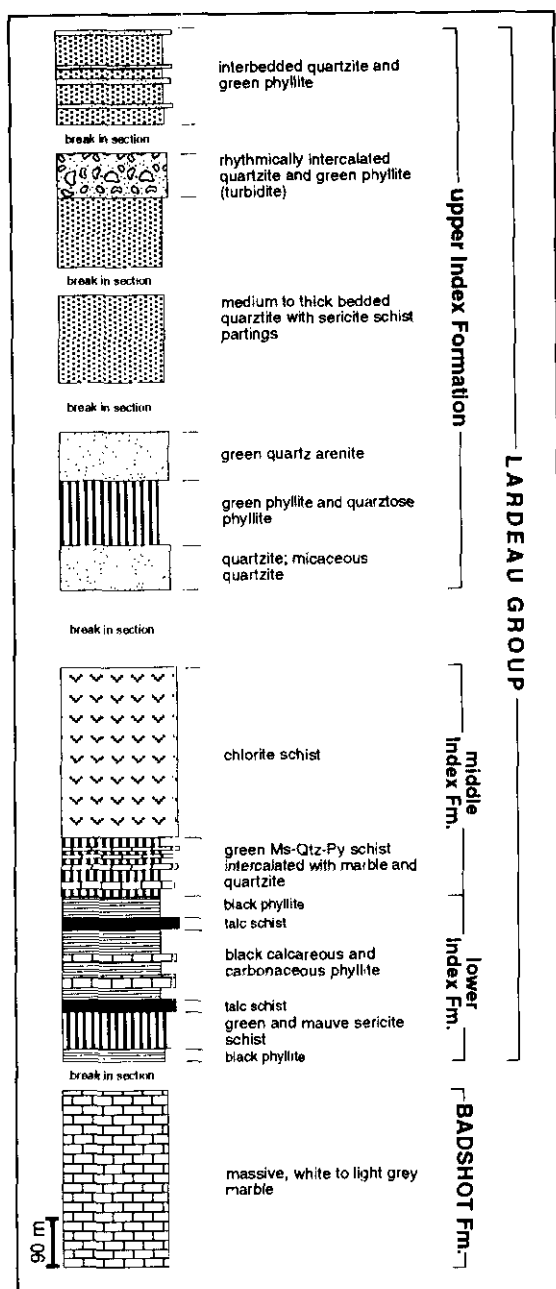 interbedded quartzite and
green phyllite
break in section
rhythmically intercalated
quartzite and green phyllite
(turbidite)
break in section
medium to thick bedded
quarztite with sericite schist
partings
break in section
green quartz arenite
green phyllite and quarztose
phyllite
quartzite; micaceous
quartzite
break in section
chlorite schist
green Ms-Qtz-Py schist
intercalated with marble and
quartzite
black phyllite
talc schist
black calcareous and
carbonaceous phyllite
talc schist
green and mauve sericite
schist
black phyllite
break in section
massive, white to light grey
marble
90 m
upper Index Formation
middle
Index Fm.
lower
Index Fm.
LARDEAU GROUP
BADSHOT Fm.